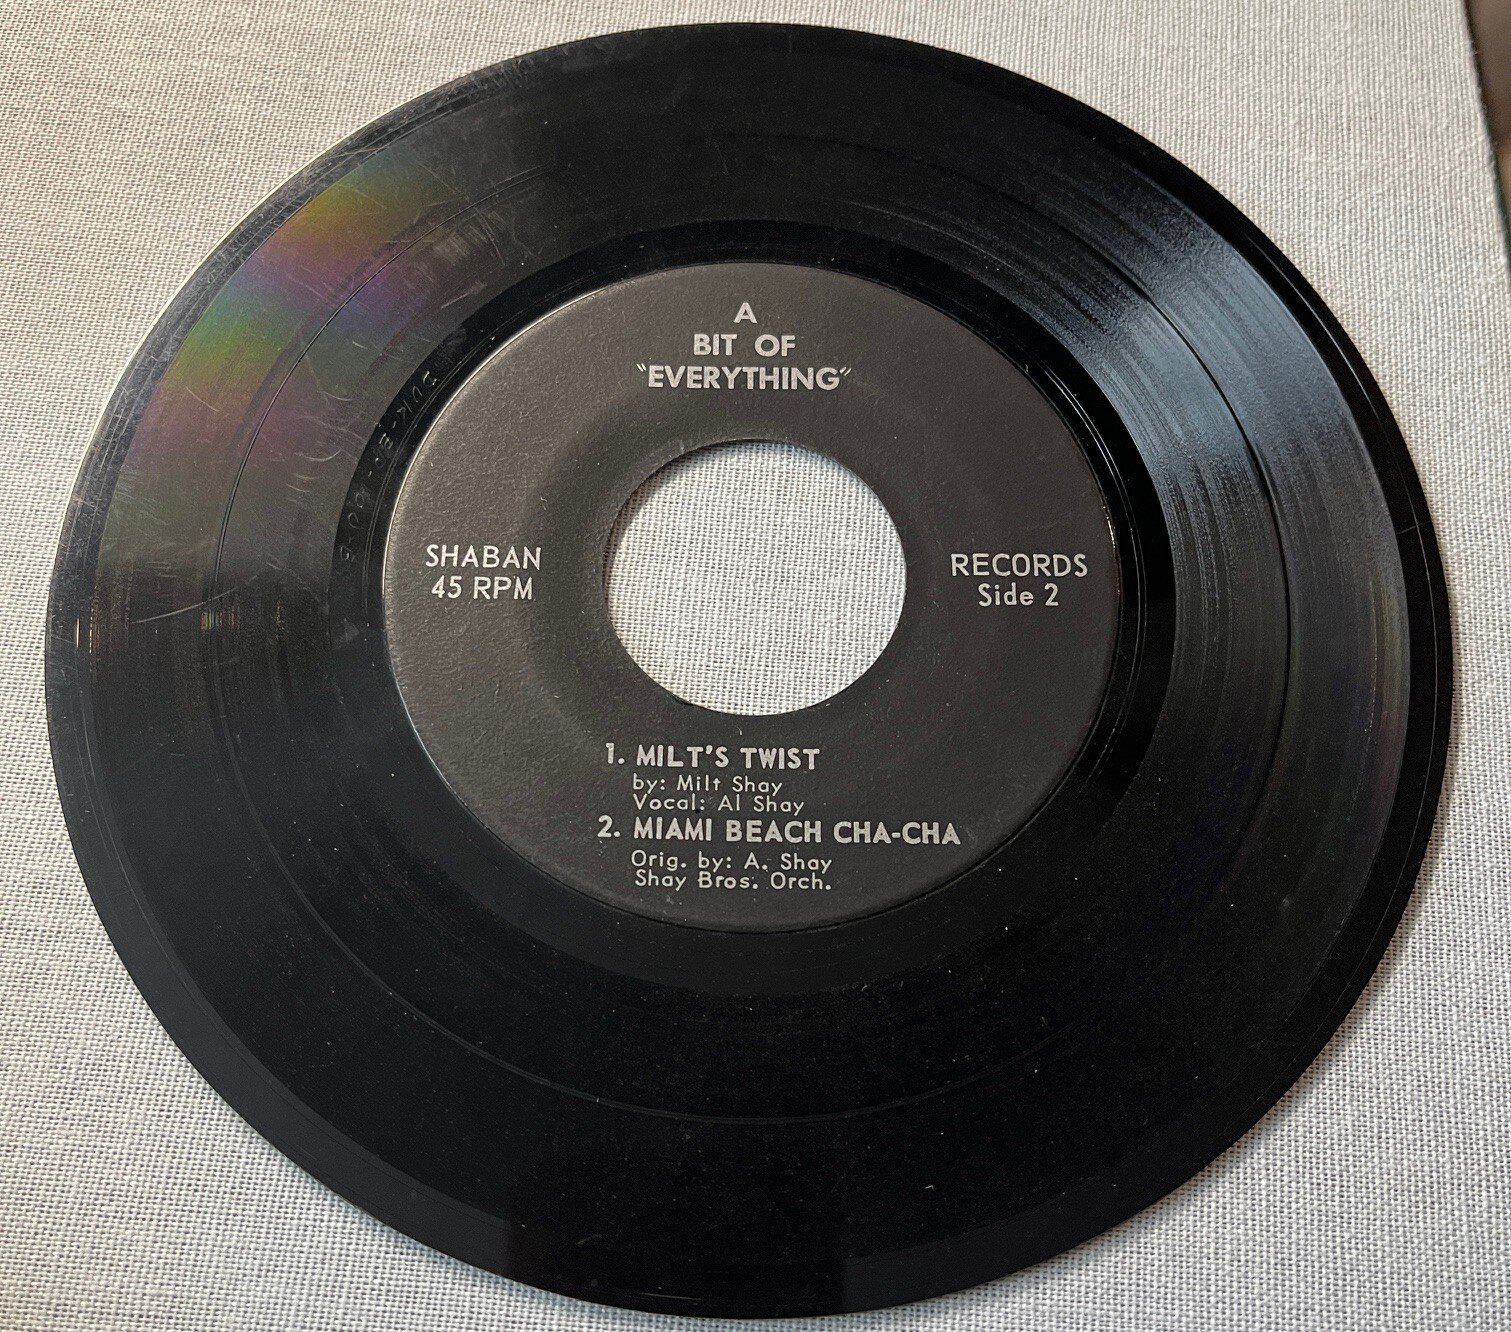 A
BIT OF
"EVERYTHING"
SHABAN
45 RPM
RECORDS
Side 2
1. MILT'S TWIST
by: Milt Shay
Vocal: Al Shay
2. MIAMI BEACH CHA-CHA
Orig. by: A. Shay
Shay Bros. Orch.